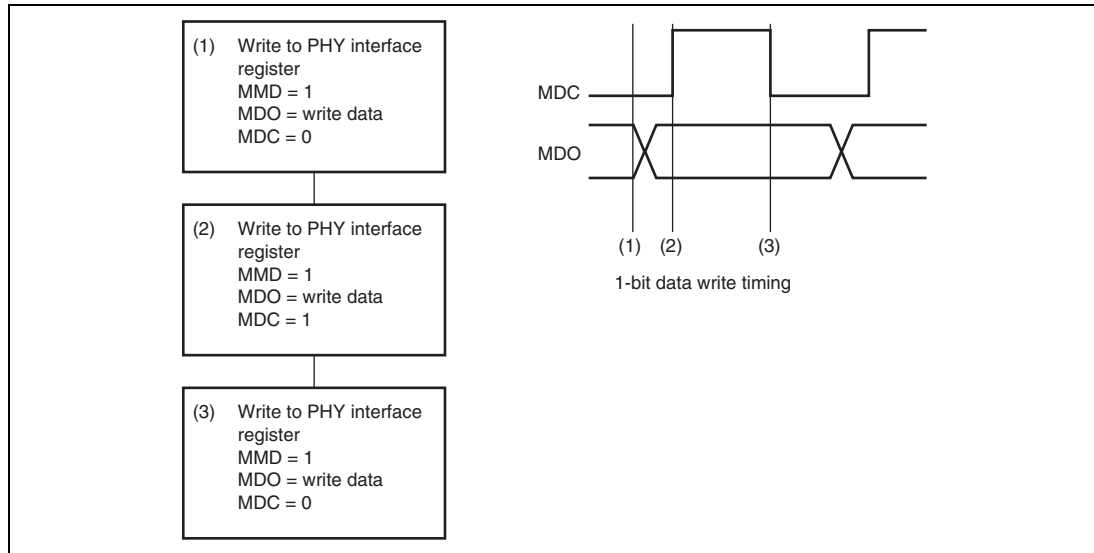 (1) Write to PHY interface
register
MMD = 1
MDO = write data
MDC = 0
(2) Write to PHY interface
register
MMD = 1
MDO = write data
MDC = 1
(3) Write to PHY interface
register
MMD = 1
MDO = write data
MDC = 0
MDC
MDO
(1) (2) (3)
1-bit data write timing